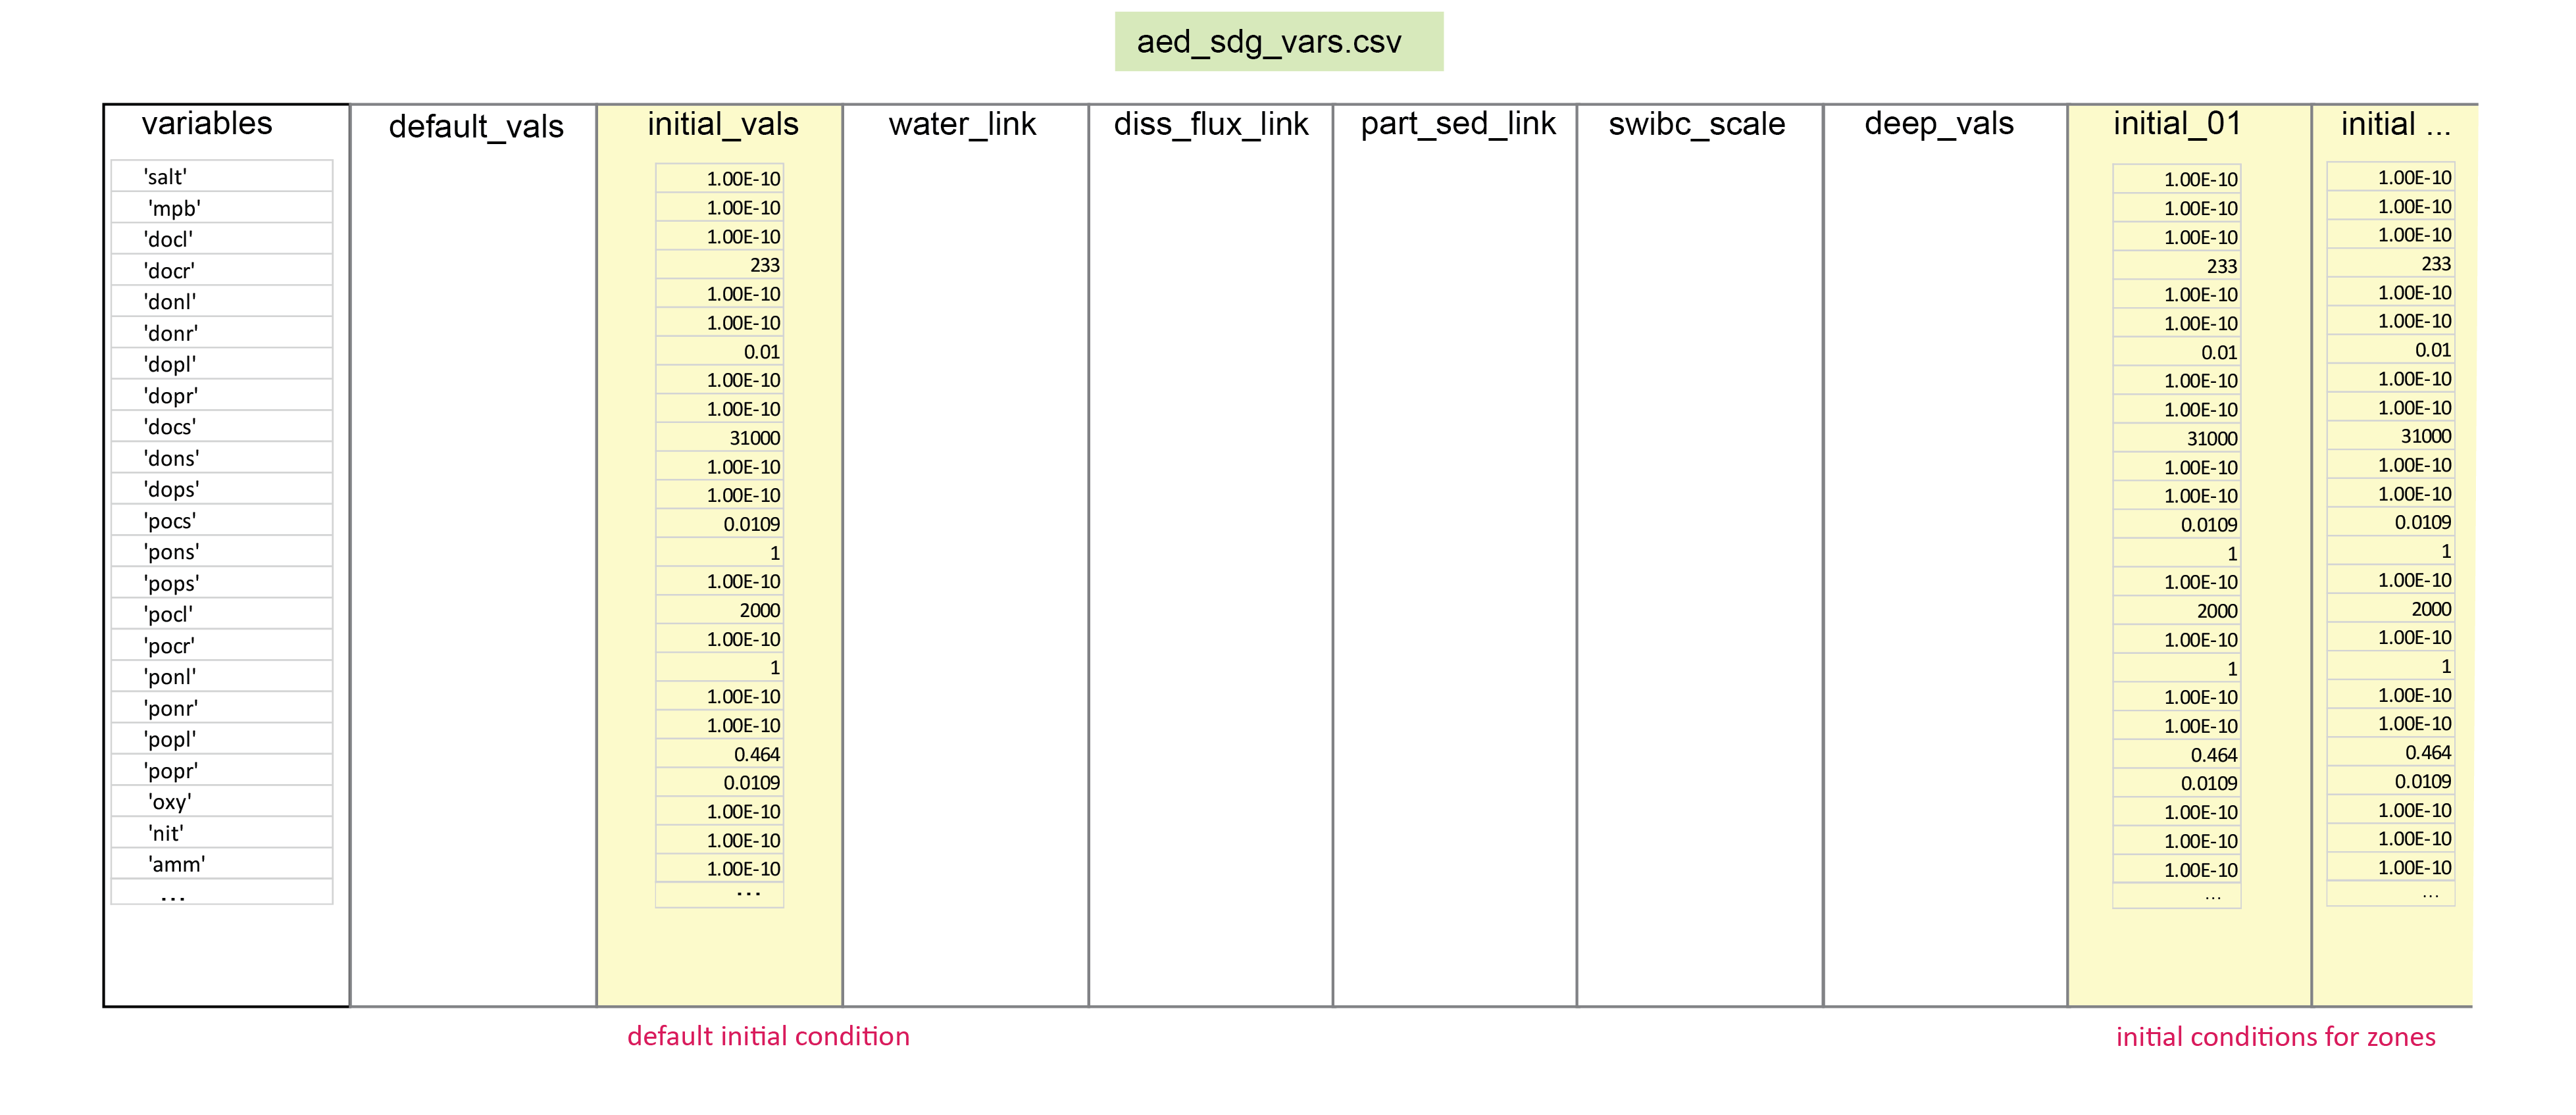 aed_sdg_vars.csv
variables
'salt'
'mpb'
'docl'
'docr'
'donl'
'donr'
'dopl'
'dopr'
'docs'
'dons'
'dops'
'pocs'
'pons'
'pops'
'pocl'
'pocr'
'ponl'
'ponr'
'popl'
'popr'
'oxy'
'nit'
'amm'
...
default_vals
initial_vals
1.00E-10
1.00E-10
1.00E-10
233
1.00E-10
1.00E-10
0.01
1.00E-10
1.00E-10
31000
1.00E-10
1.00E-10
0.0109
1
1.00E-10
2000
1.00E-10
1
1.00E-10
1.00E-10
0.464
0.0109
1.00E-10
1.00E-10
1.00E-10
...
water_link
diss_flux_link
part_sed_link
swibc_scale
deep_vals
initial_01
1.00E-10
1.00E-10
1.00E-10
233
1.00E-10
1.00E-10
0.01
1.00E-10
1.00E-10
31000
1.00E-10
1.00E-10
0.0109
1
1.00E-10
2000
1.00E-10
1
1.00E-10
1.00E-10
0.464
0.0109
1.00E-10
1.00E-10
1.00E-10
...
initial ...
1.00E-10
1.00E-10
1.00E-10
233
1.00E-10
1.00E-10
0.01
1.00E-10
1.00E-10
31000
1.00E-10
1.00E-10
0.0109
1
1.00E-10
2000
1.00E-10
1
1.00E-10
1.00E-10
0.464
0.0109
1.00E-10
1.00E-10
1.00E-10
...
default initial condition
initial conditions for zones